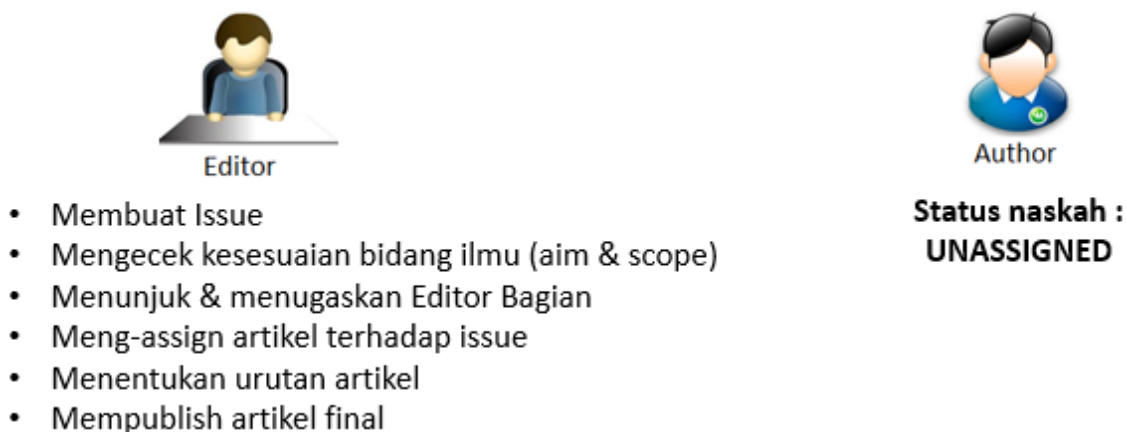 Editor
• Membuat Issue
• Mengecek kesesuaian bidang ilmu (aim & scope)
• Menunjuk & menugaskan Editor Bagian
• Meng-assign artikel terhadap issue
• Menentukan urutan artikel
• Mempublish artikel final
Author
Status naskah :
UNASSIGNED